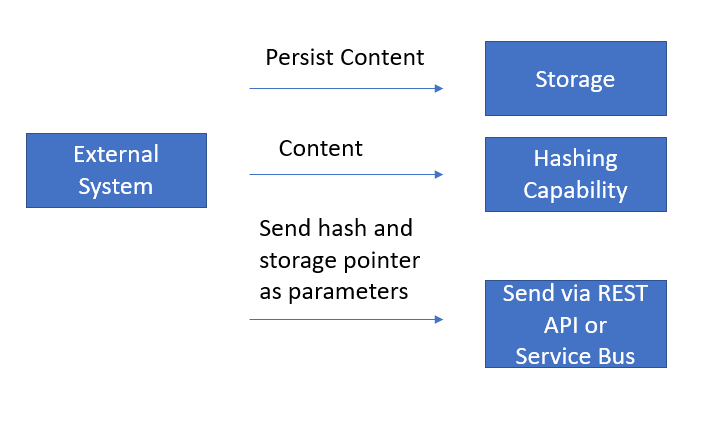 Persist Content
Storage
External
System
Content
Hashing
Capability
Send hash and
storage pointer
as parameters
Send via REST
API or
Service Bus